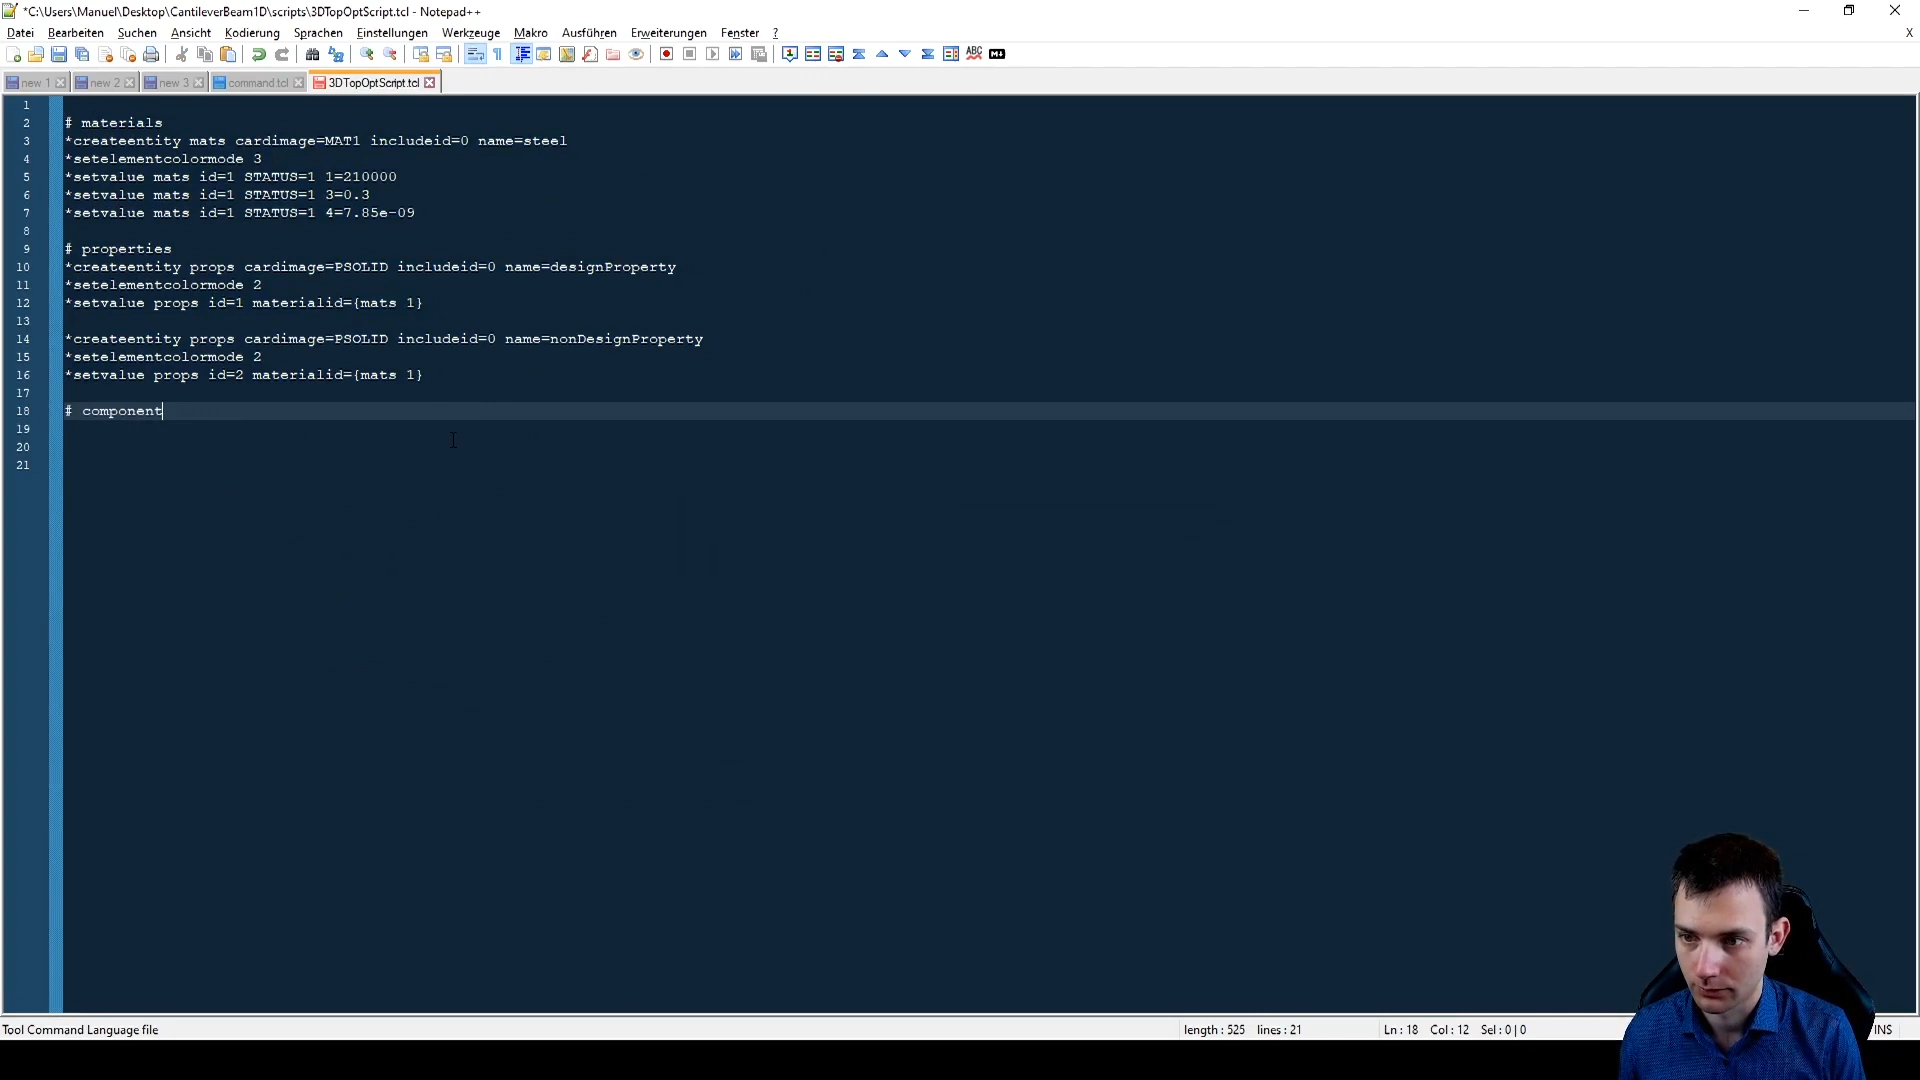 *C:\Users\Manuel\Desktop\CantileverBeam1D\scripts\3DTopOptScript.tcl - Notepad++
Datei Bearbeiten Suchen Ansicht Kodierung Sprachen Einstellungen Werkzeuge Makro Ausführen Erweiterungen Fenster ? X
new 1 new 2 new 3 command.tcl 3DTopOptScript.tcl
1
2 # materials
3 *createentity mats cardimage=MAT1 includeid=0 name=steel
4 *setelementcolormode 3
5 *setvalue mats id=1 STATUS=1 1=210000
6 *setvalue mats id=1 STATUS=1 3=0.3
7 *setvalue mats id=1 STATUS=1 4=7.85e-09
8
9 # properties
10 *createentity props cardimage=PSOLID includeid=0 name=designProperty
11 *setelementcolormode 2
12 *setvalue props id=1 materialid={mats 1}
13
14 *createentity props cardimage=PSOLID includeid=0 name=nonDesignProperty
15 *setelementcolormode 2
16 *setvalue props id=2 materialid={mats 1}
17
18 # component
19
20
21
Tool Command Language file length : 525 lines : 21 Ln : 18 Col : 12 Sel : 0 | 0 INS